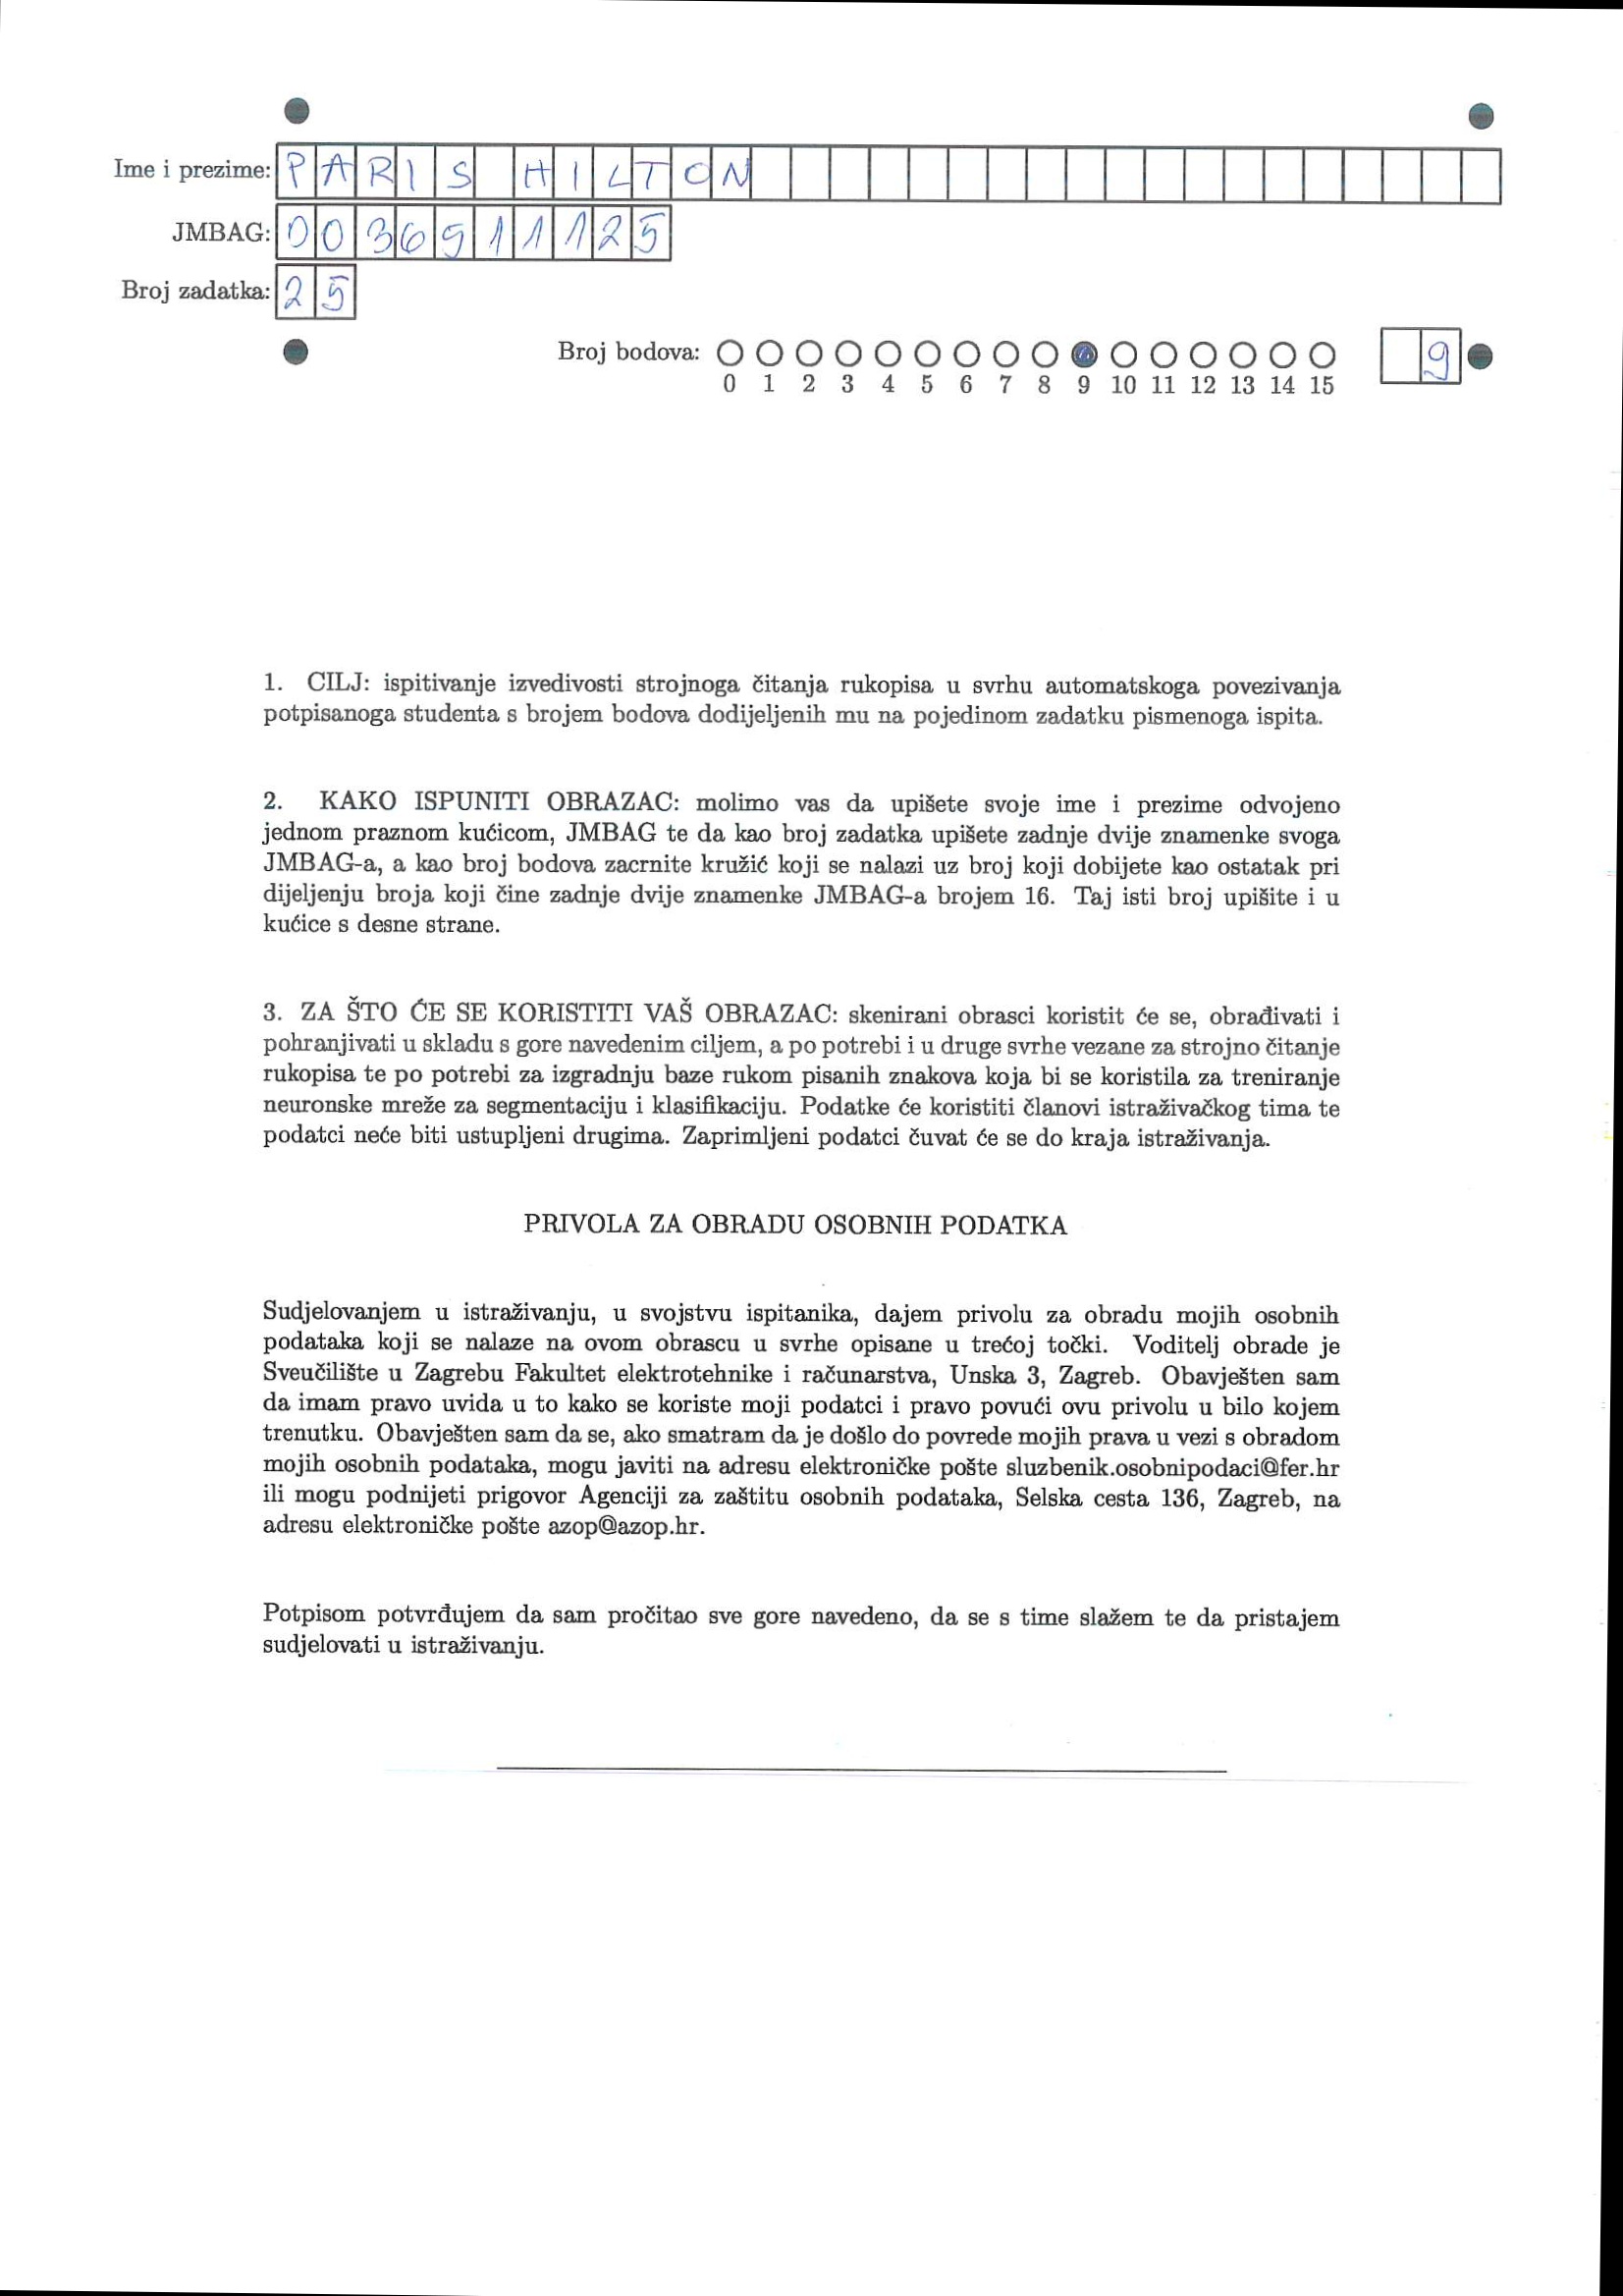 Ime i prezime: PARIS HILTON
JMBAG: 0036911125
Broj zadatka: 25
Broj bodova: 9
0 1 2 3 4 5 6 7 8 9 10 11 12 13 14 15
1. CILJ: ispitivanje izvedivosti strojnoga čitanja rukopisa u svrhu automatskoga povezivanja
potpisanoga studenta s brojem bodova dodijeljenih mu na pojedinom zadatku pismenoga ispita.
2. KAKO ISPUNITI OBRAZAC: molimo vas da upišete svoje ime i prezime odvojeno
jednom praznom kućicom, JMBAG te da kao broj zadatka upišete zadnje dvije znamenke svoga
JMBAG-a, a kao broj bodova zacrnite kružić koji se nalazi uz broj koji dobijete kao ostatak pri
dijeljenju broja koji čine zadnje dvije znamenke JMBAG-a brojem 16. Taj isti broj upišite i u
kućice s desne strane.
3. ZA ŠTO ĆE SE KORISTITI VAŠ OBRAZAC: skenirani obrasci koristit će se, obrađivati i
pohranjivati u skladu s gore navedenim ciljem, a po potrebi i u druge svrhe vezane za strojno čitanje
rukopisa te po potrebi za izgradnju baze rukom pisanih znakova koja bi se koristila za treniranje
neuronske mreže za segmentaciju i klasifikaciju. Podatke će koristiti članovi istraživačkog tima te
podatci neće biti ustupljeni drugima. Zaprimljeni podatci čuvat će se do kraja istraživanja.
PRIVOLA ZA OBRADU OSOBNIH PODATKA
Sudjelovanjem u istraživanju, u svojstvu ispitanika, dajem privolu za obradu mojih osobnih
podataka koji se nalaze na ovom obrascu u svrhe opisane u trećoj točki. Voditelj obrade je
Sveučilište u Zagrebu Fakultet elektrotehnike i računarstva, Unska 3, Zagreb. Obavješten sam
da imam pravo uvida u to kako se koriste moji podatci i pravo povući ovu privolu u bilo kojem
trenutku. Obavješten sam da se, ako smatram da je došlo do povrede mojih prava u vezi s obradom
mojih osobnih podataka, mogu javiti na adresu elektroničke pošte sluzbenik.osobnipodaci@fer.hr
ili mogu podnijeti prigovor Agenciji za zaštitu osobnih podataka, Selska cesta 136, Zagreb, na
adresu elektroničke pošte azop@azop.hr.
Potpisom potvrđujem da sam pročitao sve gore navedeno, da se s time slažem te da pristajem
sudjelovati u istraživanju.